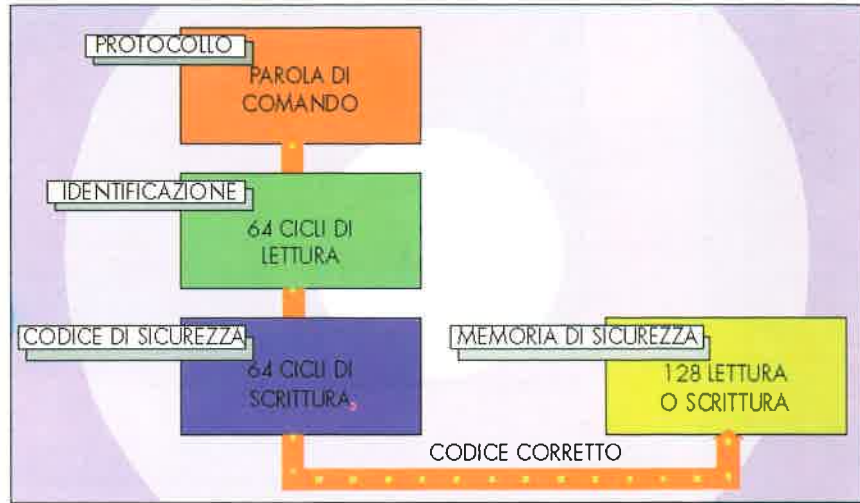 PROTOCOLLO
PAROLA DI
COMANDO
IDENTIFICAZIONE
64 CICLI DI
LETTURA
CODICE DI SICUREZZA
64 CICLI DI
SCRITTURA
MEMORIA DI SICUREZZA
128 LETTURA
O SCRITTURA
CODICE CORRETTO